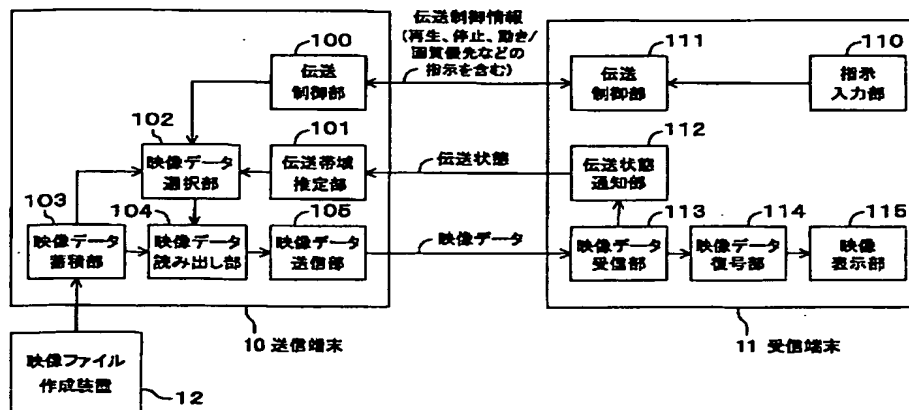 伝送制御情報
(再生、停止、動き/
画質優先などの
指示を含む)
100
伝送
制御部
111
伝送
制御部
110
指示
入力部
102
映像データ
選択部
101
伝送帯域
推定部
伝送状態
112
伝送状態
通知部
103
映像データ
蓄積部
104
映像データ
読み出し部
105
映像データ
送信部
映像データ
113
映像データ
受信部
114
映像データ
復号部
115
映像
表示部
10 送信端末
11 受信端末
映像ファイル
作成装置
12